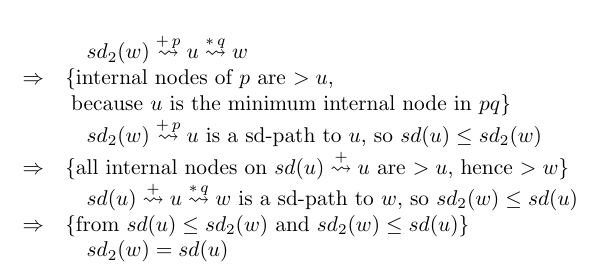 sd₂(w) ⁺ᵖ⇝ u *q⇝ w
⇒ {internal nodes of p are > u,
because u is the minimum internal node in pq}
sd₂(w) ⁺ᵖ⇝ u is a sd-path to u, so sd(u) ≤ sd₂(w)
⇒ {all internal nodes on sd(u) ⁺⇝ u are > u, hence > w}
sd(u) ⁺⇝ u *q⇝ w is a sd-path to w, so sd₂(w) ≤ sd(u)
⇒ {from sd(u) ≤ sd₂(w) and sd₂(w) ≤ sd(u)}
sd₂(w) = sd(u)